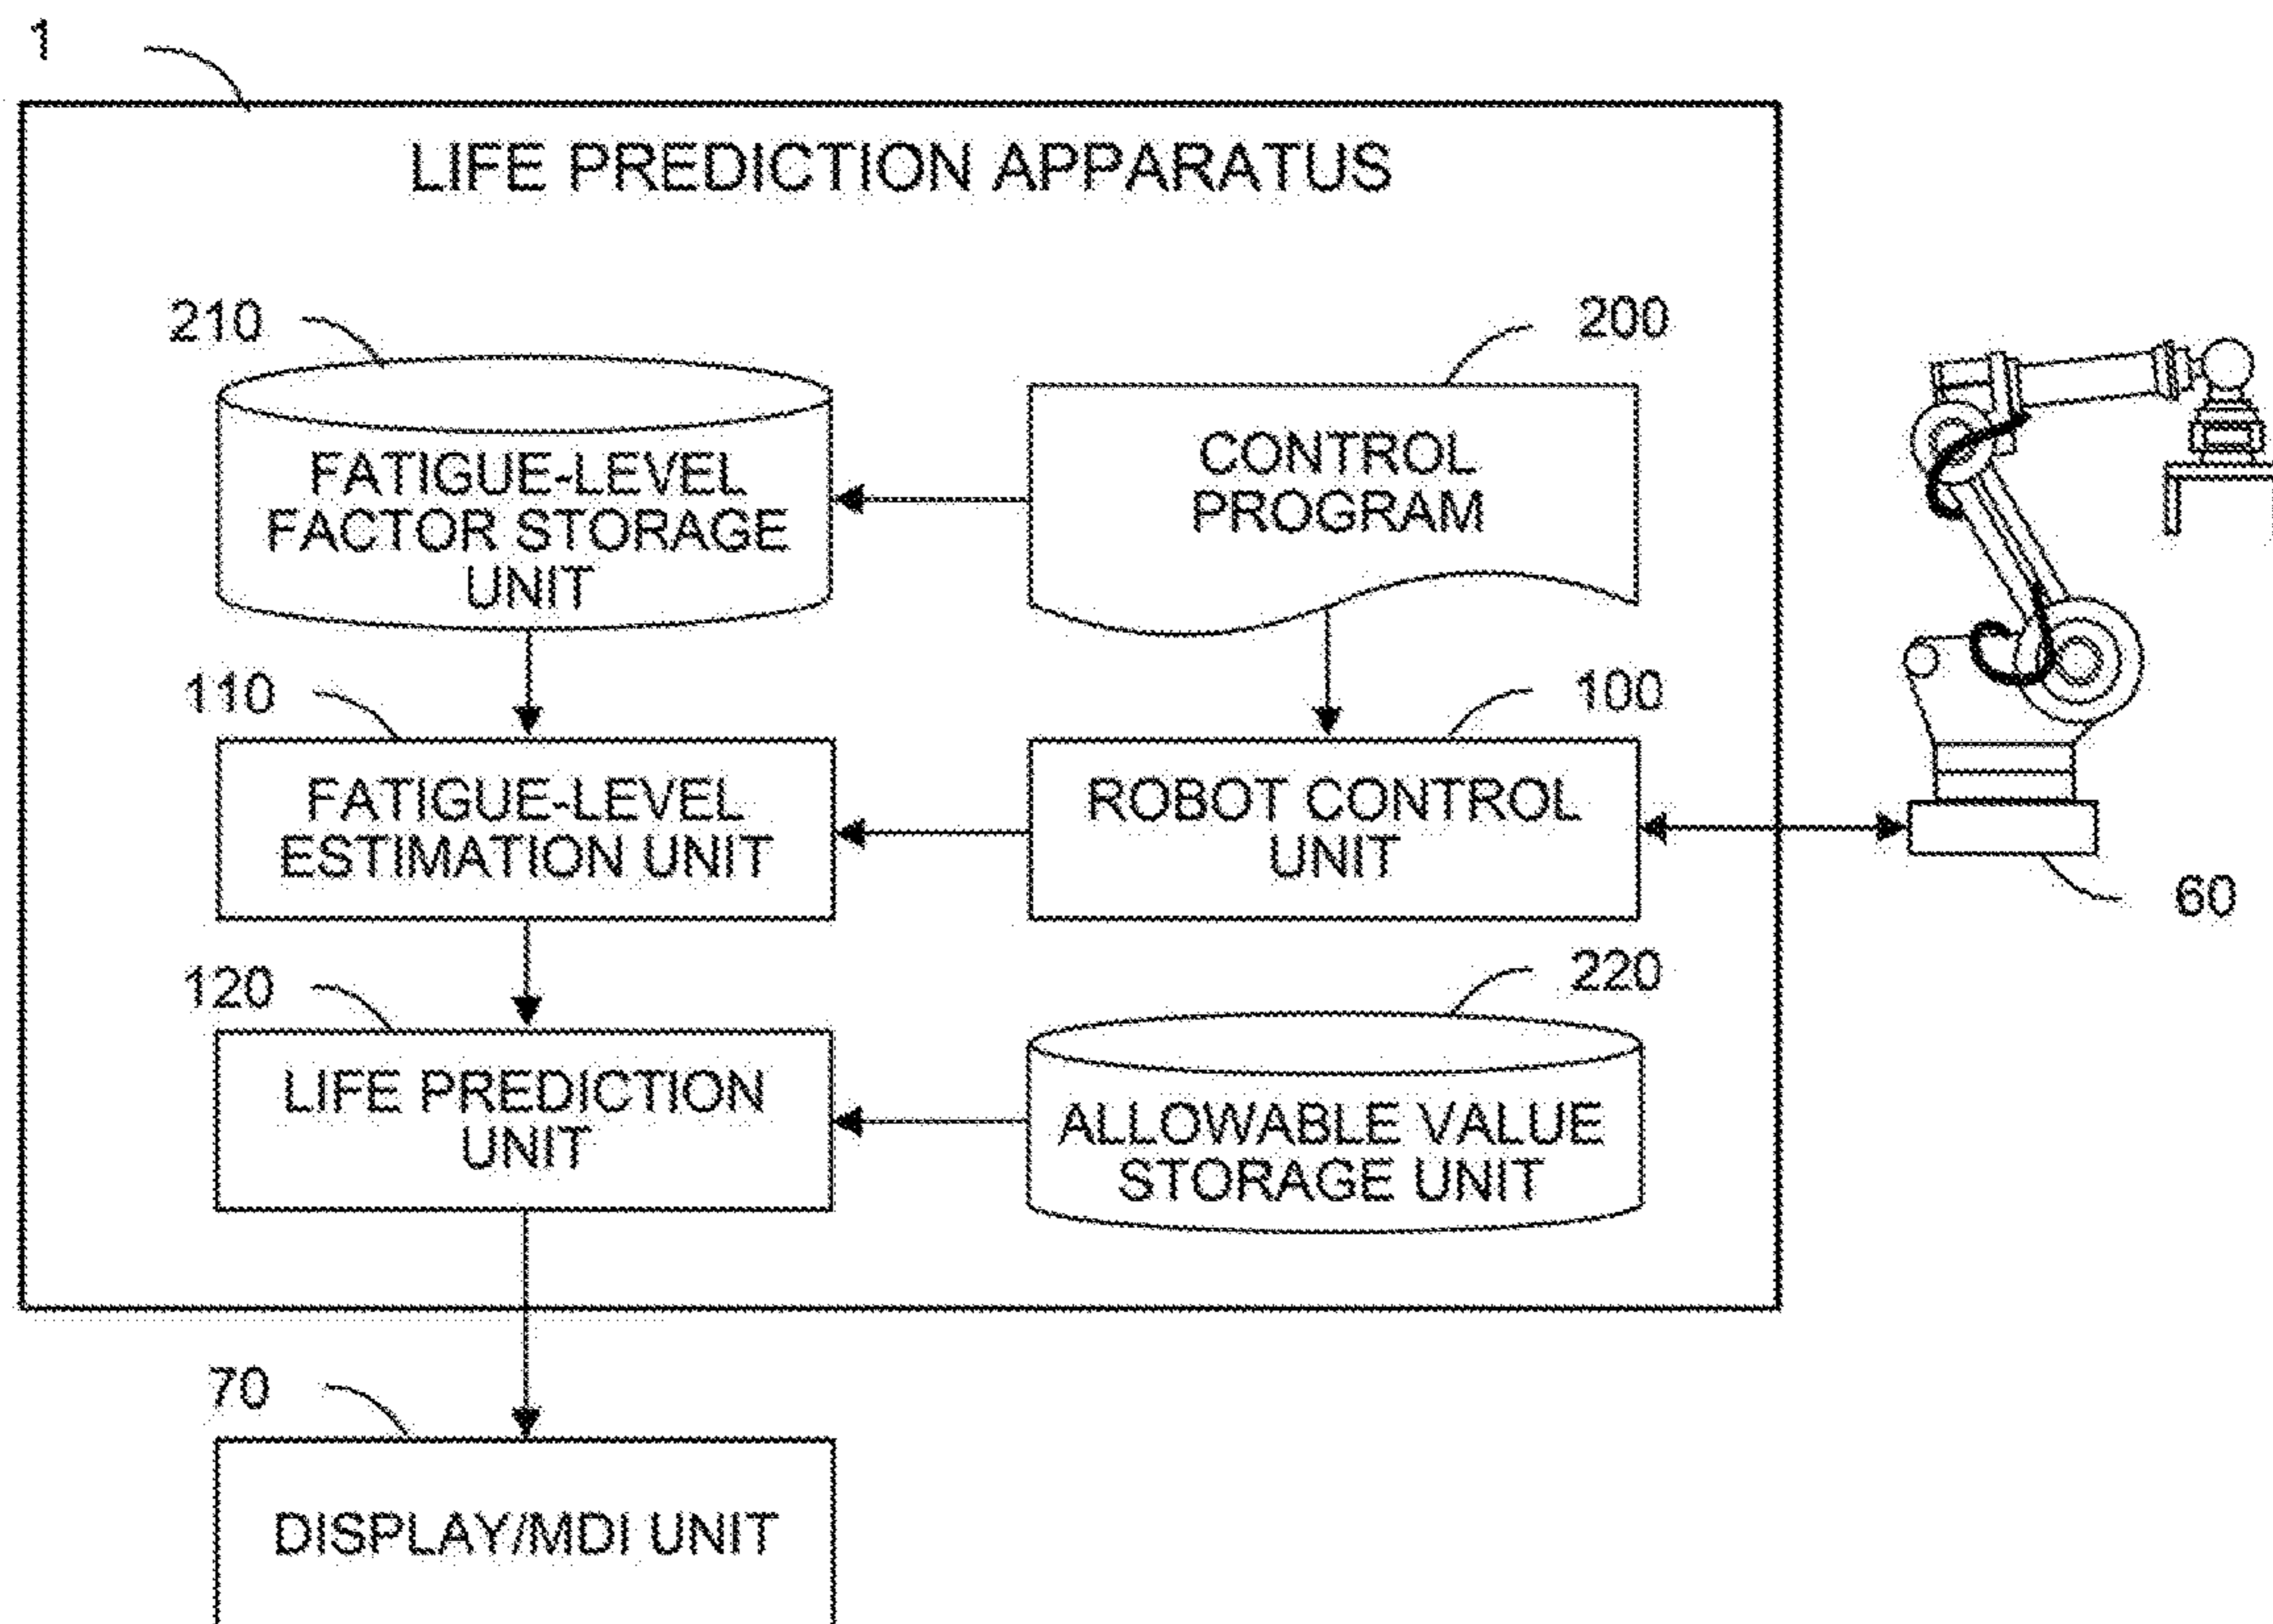 1
LIFE PREDICTION APPARATUS
210
200
FATIGUE-LEVEL
FACTOR STORAGE
UNIT
CONTROL
PROGRAM
110
100
FATIGUE-LEVEL
ESTIMATION UNIT
ROBOT CONTROL
UNIT
60
120
220
LIFE PREDICTION
UNIT
ALLOWABLE VALUE
STORAGE UNIT
70
DISPLAY/MDI UNIT